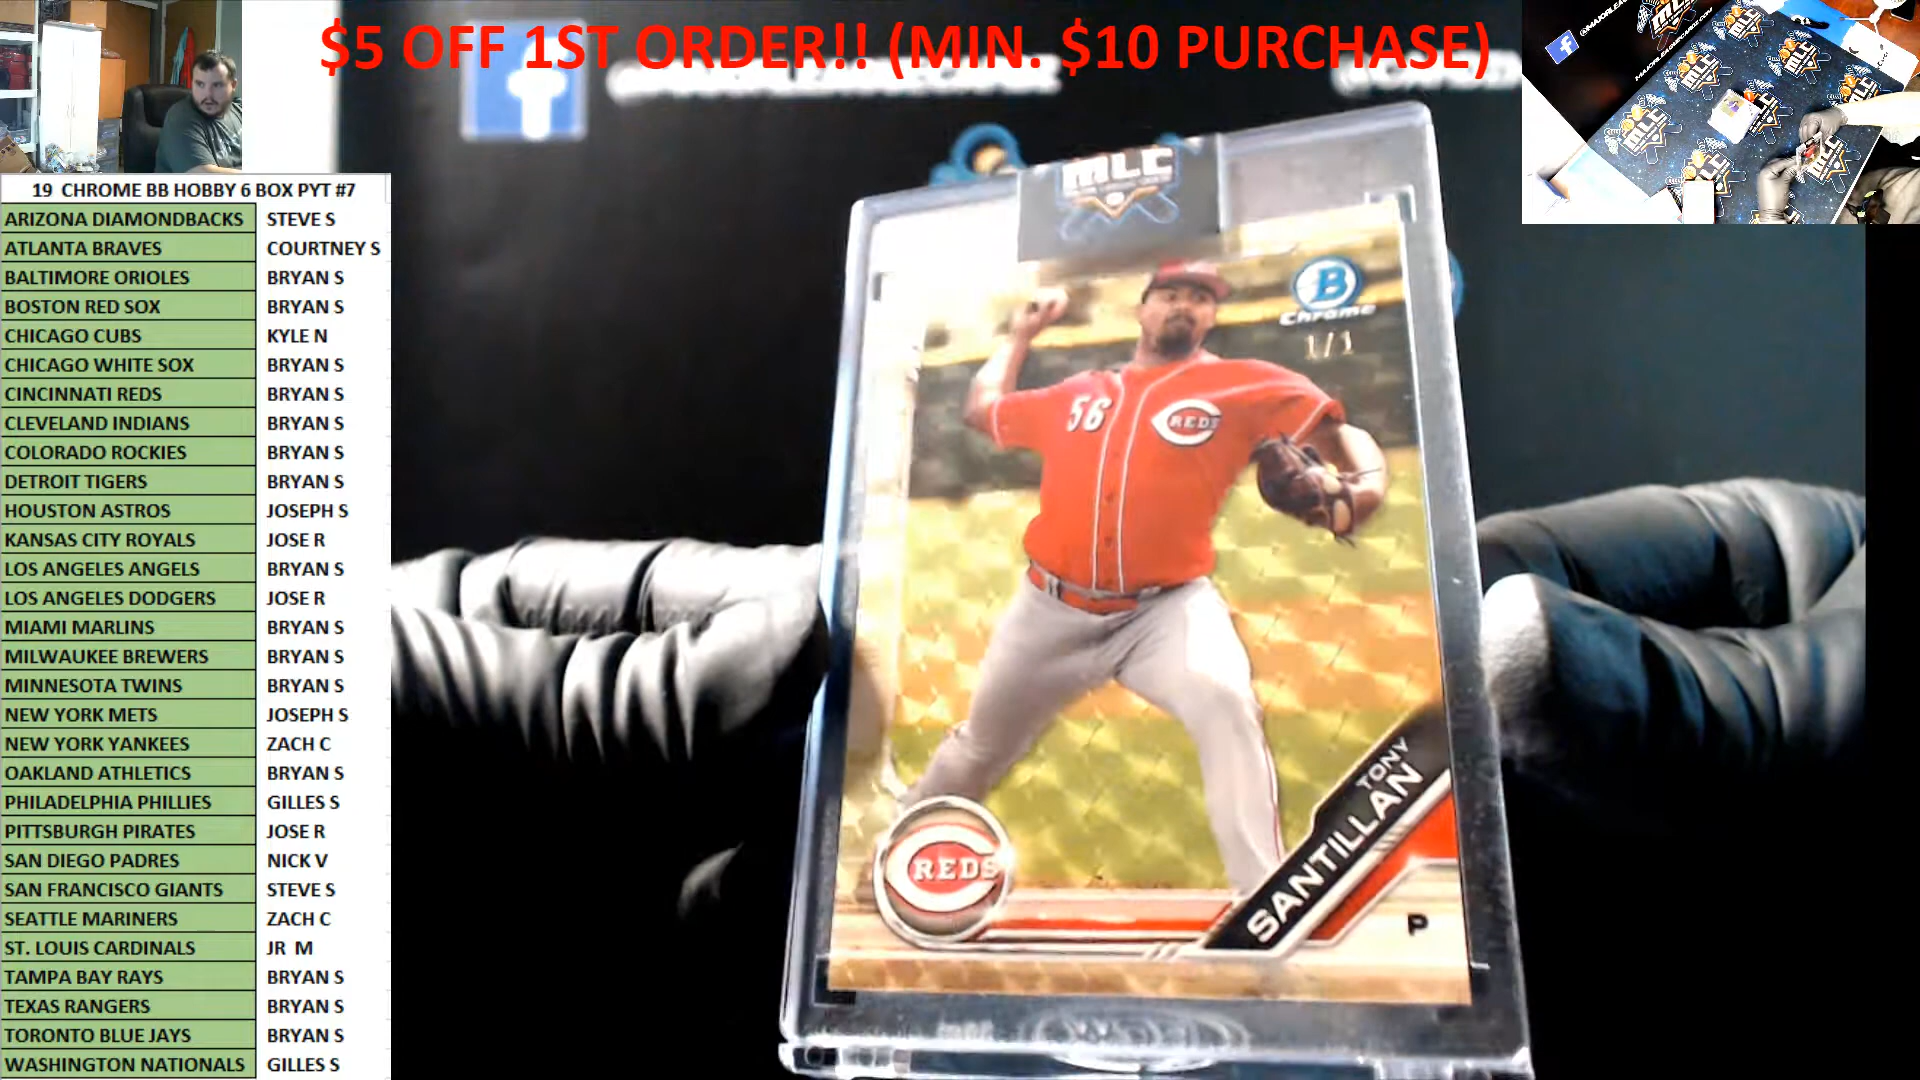 $5 OFF 1ST ORDER!! (MIN. $10 PURCHASE)
19 CHROME BB HOBBY 6 BOX PYT #7
ARIZONA DIAMONDBACKS STEVE S
ATLANTA BRAVES COURTNEY S
BALTIMORE ORIOLES BRYAN S
BOSTON RED SOX BRYAN S
CHICAGO CUBS KYLE N
CHICAGO WHITE SOX BRYAN S
CINCINNATI REDS BRYAN S
CLEVELAND INDIANS BRYAN S
COLORADO ROCKIES BRYAN S
DETROIT TIGERS BRYAN S
HOUSTON ASTROS JOSEPH S
KANSAS CITY ROYALS JOSE R
LOS ANGELES ANGELS BRYAN S
LOS ANGELES DODGERS JOSE R
MIAMI MARLINS BRYAN S
MILWAUKEE BREWERS BRYAN S
MINNESOTA TWINS BRYAN S
NEW YORK METS JOSEPH S
NEW YORK YANKEES ZACH C
OAKLAND ATHLETICS BRYAN S
PHILADELPHIA PHILLIES GILLES S
PITTSBURGH PIRATES JOSE R
SAN DIEGO PADRES NICK V
SAN FRANCISCO GIANTS STEVE S
SEATTLE MARINERS ZACH C
ST. LOUIS CARDINALS JR M
TAMPA BAY RAYS BRYAN S
TEXAS RANGERS BRYAN S
TORONTO BLUE JAYS BRYAN S
WASHINGTON NATIONALS GILLES S
MLC
B
Chrome
1/1
56
REDS
TONY
SANTILLAN
REDS
P
f
f
MLC
MLC
MLC
MLC
MLC